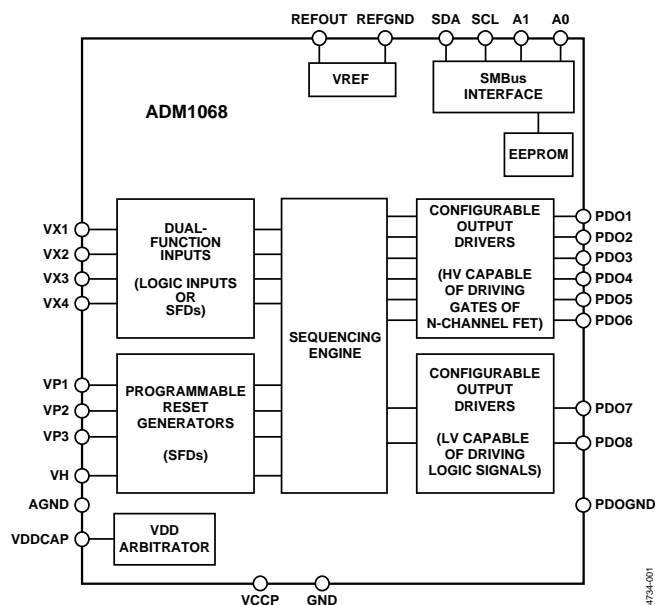 REFOUT REFGND SDA SCL A1 A0
VREF
SMBus
INTERFACE
ADM1068
EEPROM
VX1
VX2
VX3
VX4
DUAL-
FUNCTION
INPUTS
(LOGIC INPUTS
OR
SFDs)
SEQUENCING
ENGINE
CONFIGURABLE
OUTPUT
DRIVERS
(HV CAPABLE
OF DRIVING
GATES OF
N-CHANNEL FET)
PDO1
PDO2
PDO3
PDO4
PDO5
PDO6
VP1
VP2
VP3
VH
PROGRAMMABLE
RESET
GENERATORS
(SFDs)
CONFIGURABLE
OUTPUT
DRIVERS
(LV CAPABLE
OF DRIVING
LOGIC SIGNALS)
PDO7
PDO8
AGND
PDOGND
VDDCAP
VDD
ARBITRATOR
VCCP GND
4734-001